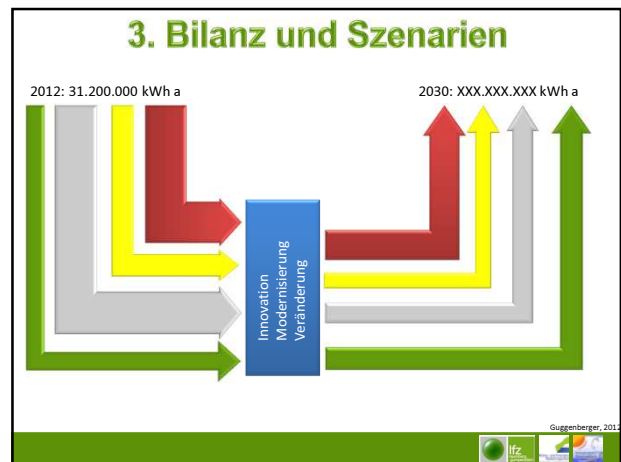 3. Bilanz und Szenarien
2012: 31.200.000 kWh a
2030: XXX.XXX.XXX kWh a
Innovation
Modernisierung
Veränderung
Guggenberger, 2012
lfz